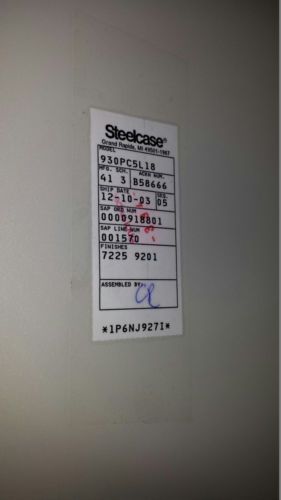 Steelcase®
Grand Rapids, MI 49501-1967
MODEL
930PC5L18
MFG. SCH. ACKN NUM.
41 3 B58666
SHIP DATE SEQ.
12-10-03 05
SAP ORD NUM
0000918801
SAP LINE NUM
001570
FINISHES
7225 9201
ASSEMBLED BY:
*1P6NJ927I*